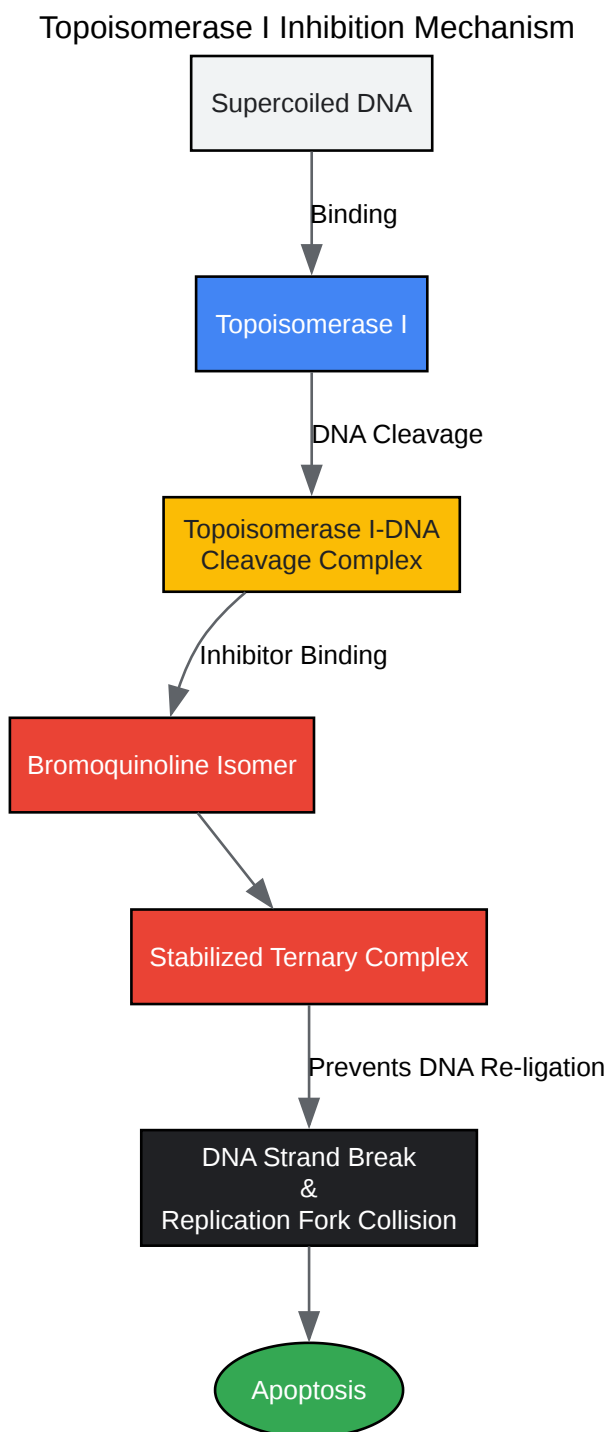 Topoisomerase I Inhibition Mechanism
Supercoiled DNA
Binding
Topoisomerase I
DNA Cleavage
Topoisomerase I-DNA
Cleavage Complex
Inhibitor Binding
Bromoquinoline Isomer
Stabilized Ternary Complex
Prevents DNA Re-ligation
DNA Strand Break
&
Replication Fork Collision
Apoptosis